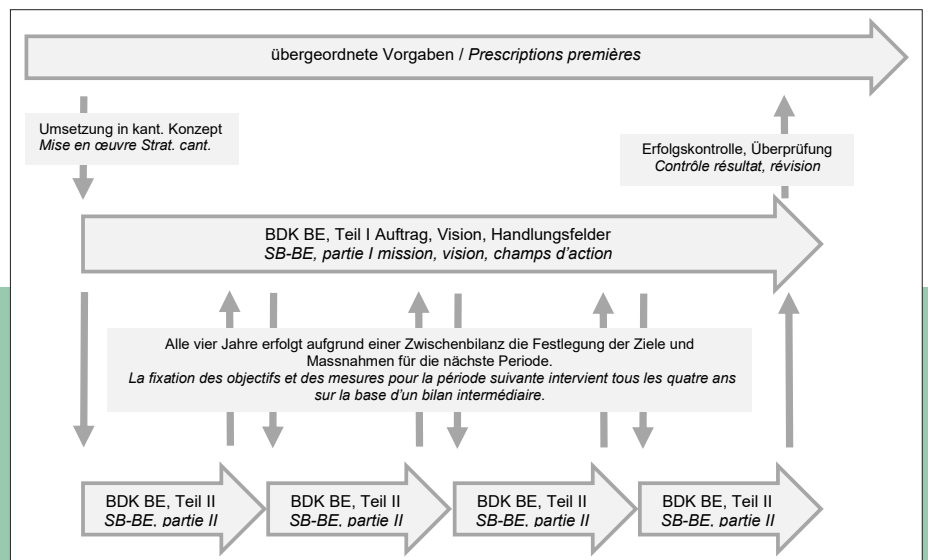 übergeordnete Vorgaben / Prescriptions premières
Umsetzung in kant. Konzept
Mise en œuvre Strat. cant.
Erfolgskontrolle, Überprüfung
Contrôle résultat, révision
BDK BE, Teil I Auftrag, Vision, Handlungsfelder
SB-BE, partie I mission, vision, champs d'action
Alle vier Jahre erfolgt aufgrund einer Zwischenbilanz die Festlegung der Ziele und
Massnahmen für die nächste Periode.
La fixation des objectifs et des mesures pour la période suivante intervient tous les quatre ans
sur la base d'un bilan intermédiaire.
BDK BE, Teil II
SB-BE, partie II
BDK BE, Teil II
SB-BE, partie II
BDK BE, Teil II
SB-BE, partie II
BDK BE, Teil II
SB-BE, partie II